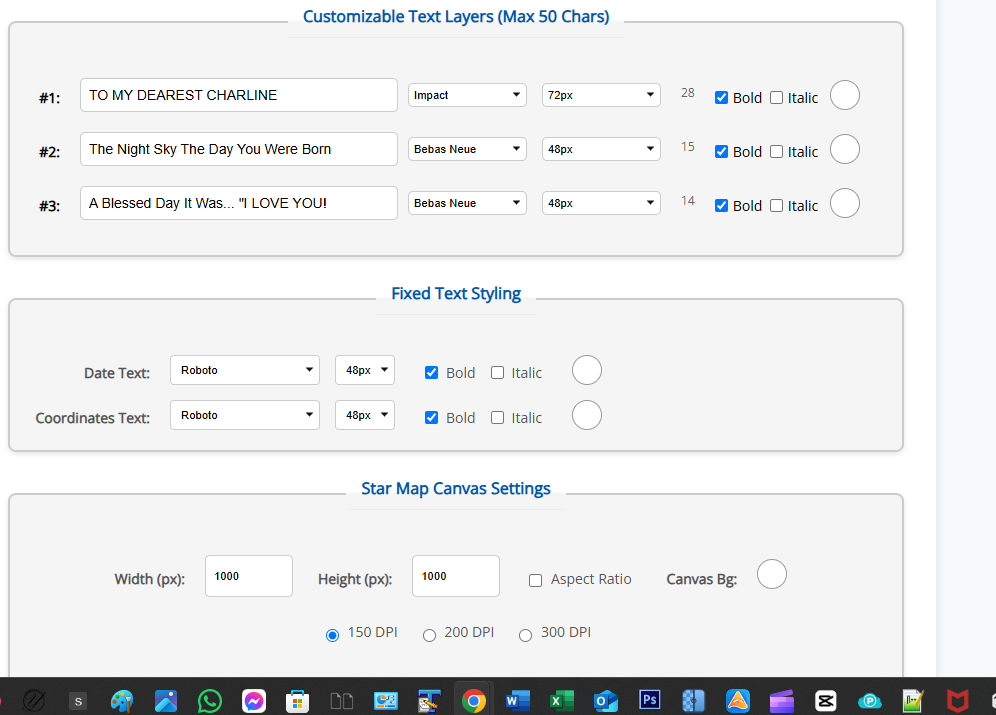 Customizable Text Layers (Max 50 Chars)
#1: TO MY DEAREST CHARLINE Impact 72px 28 Bold Italic
#2: The Night Sky The Day You Were Born Bebas Neue 48px 15 Bold Italic
#3: A Blessed Day It Was... "I LOVE YOU! Bebas Neue 48px 14 Bold Italic
Fixed Text Styling
Date Text: Roboto 48px Bold Italic
Coordinates Text: Roboto 48px Bold Italic
Star Map Canvas Settings
Width (px): 1000 Height (px): 1000 Aspect Ratio Canvas Bg:
150 DPI 200 DPI 300 DPI
S W X O Ps P